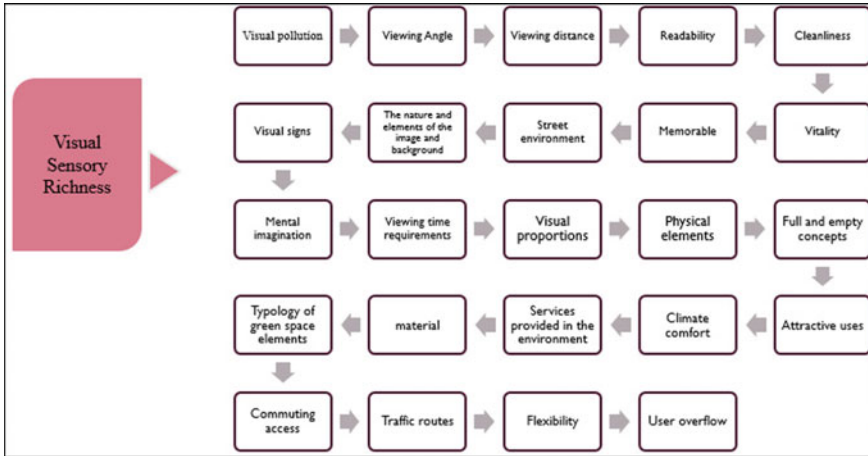 Visual
Sensory
Richness
Visual pollution
Viewing Angle
Viewing distance
Readability
Cleanliness
Vitality
Memorable
Street
environment
The nature and
elements of the
image and
background
Visual signs
Mental
imagination
Viewing time
requirements
Visual
proportions
Physical
elements
Full and empty
concepts
Attractive uses
Climate
comfort
Services
provided in the
environment
material
Typology of
green space
elements
Commuting
access
Traffic routes
Flexibility
User overflow